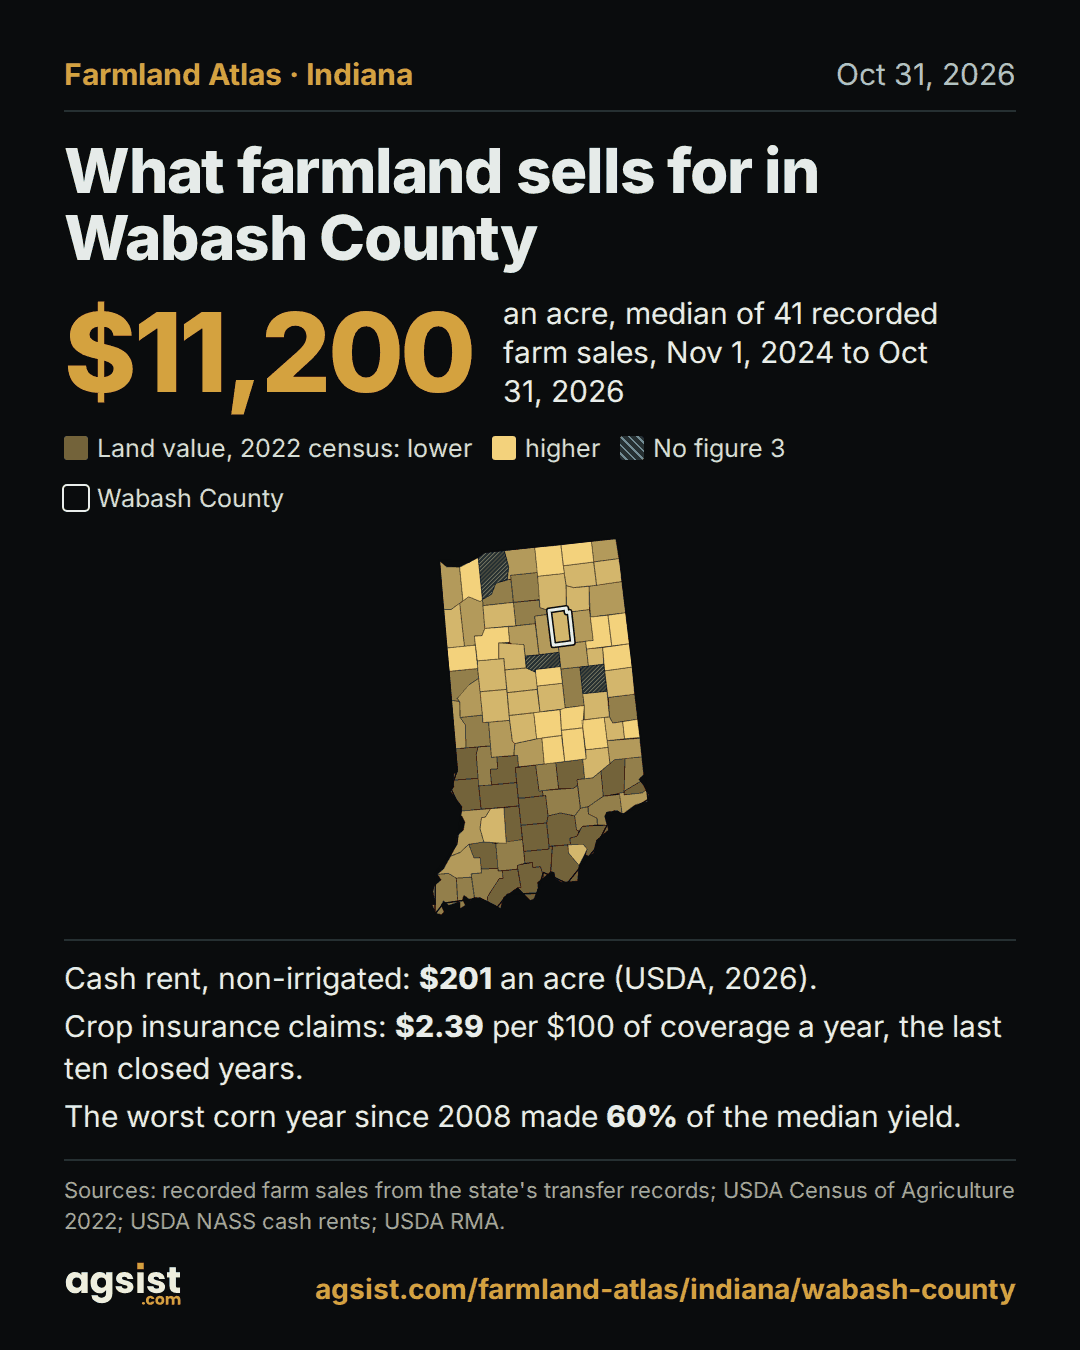 Farmland Atlas · Indiana
Oct 31, 2026
What farmland sells for in
Wabash County
$11,200
an acre, median of 41 recorded
farm sales, Nov 1, 2024 to Oct
31, 2026
Land value, 2022 census: lower
higher
No figure 3
Wabash County
Cash rent, non-irrigated: $201 an acre (USDA, 2026).
Crop insurance claims: $2.39 per $100 of coverage a year, the last
ten closed years.
The worst corn year since 2008 made 60% of the median yield.
Sources: recorded farm sales from the state's transfer records; USDA Census of Agriculture
2022; USDA NASS cash rents; USDA RMA.
agsist
.com
agsist.com/farmland-atlas/indiana/wabash-county